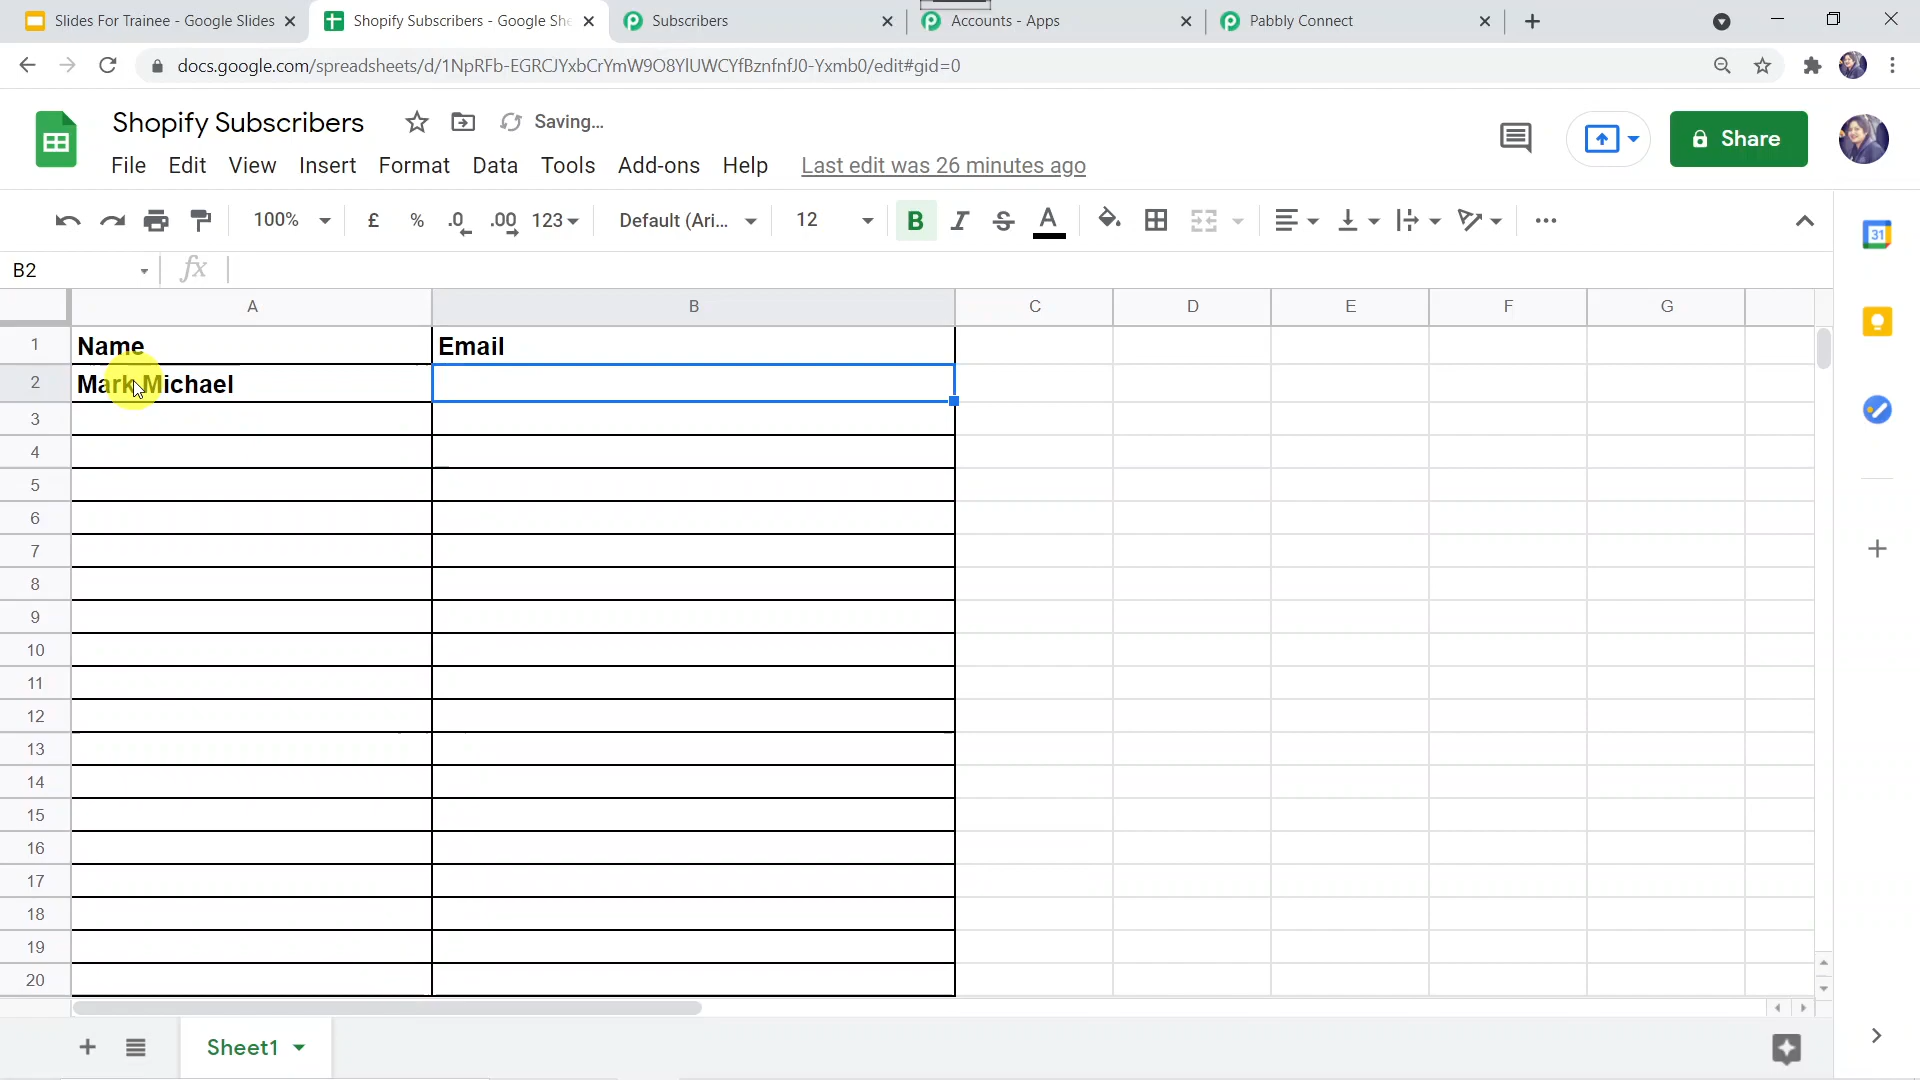 Slides For Trainee - Google Slides
Shopify Subscribers - Google She
Subscribers
Accounts - Apps
Pabbly Connect
docs.google.com/spreadsheets/d/1NpRFb-EGRCJYxbCrYmW9O8YlUWCYfBznfnfJ0-Yxmb0/edit#gid=0
Shopify Subscribers
Saving...
Share
File Edit View Insert Format Data Tools Add-ons Help Last edit was 26 minutes ago
100% £ % .0 .00 123 Default (Ari... 12 B I S A
31
B2 fx
A B C D E F G
1 Name Email
2 Mark Michael
3
4
5
6
7
8
9
10
11
12
13
14
15
16
17
18
19
20
Sheet1